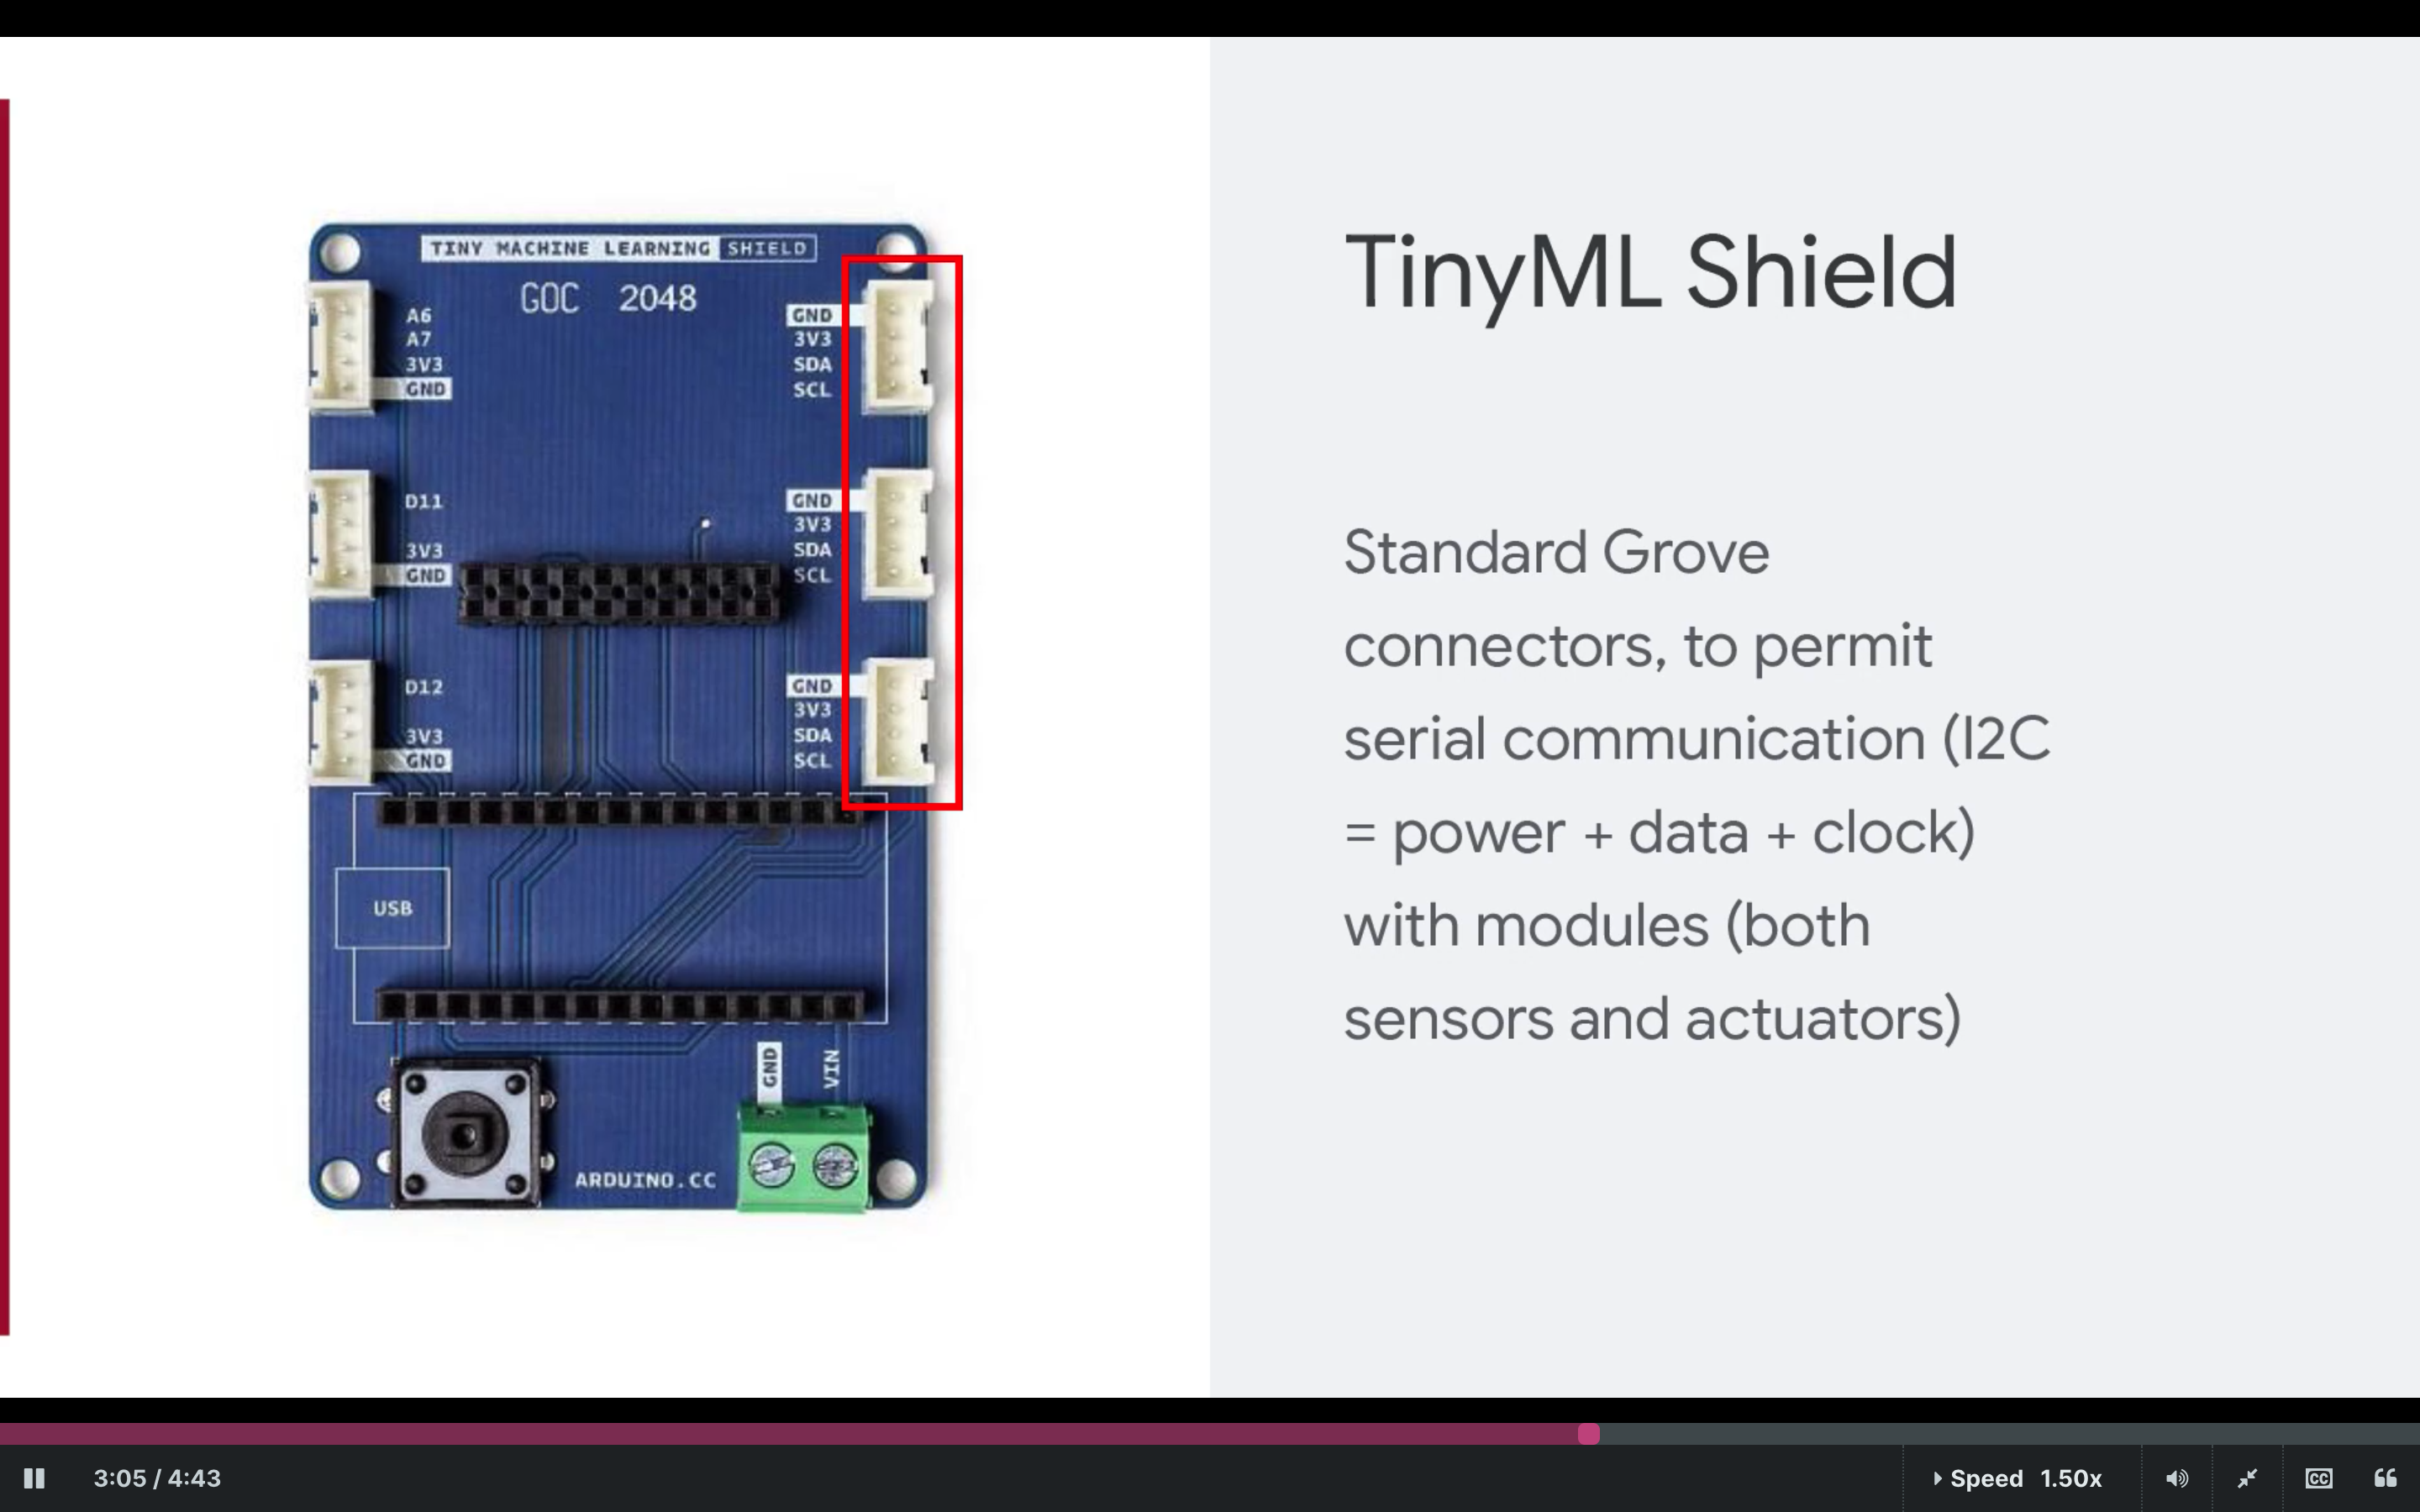 TINY MACHINE LEARNING SHIELD
GOC 2048
A6
A7
3V3
GND
GND
3V3
SDA
SCL
D11
3V3
GND
GND
3V3
SDA
SCL
D12
3V3
GND
GND
3V3
SDA
SCL
USB
GND
VIN
ARDUINO.CC
TinyML Shield
Standard Grove
connectors, to permit
serial communication (I2C
= power + data + clock)
with modules (both
sensors and actuators)
3:05 / 4:43
Speed 1.50x
CC